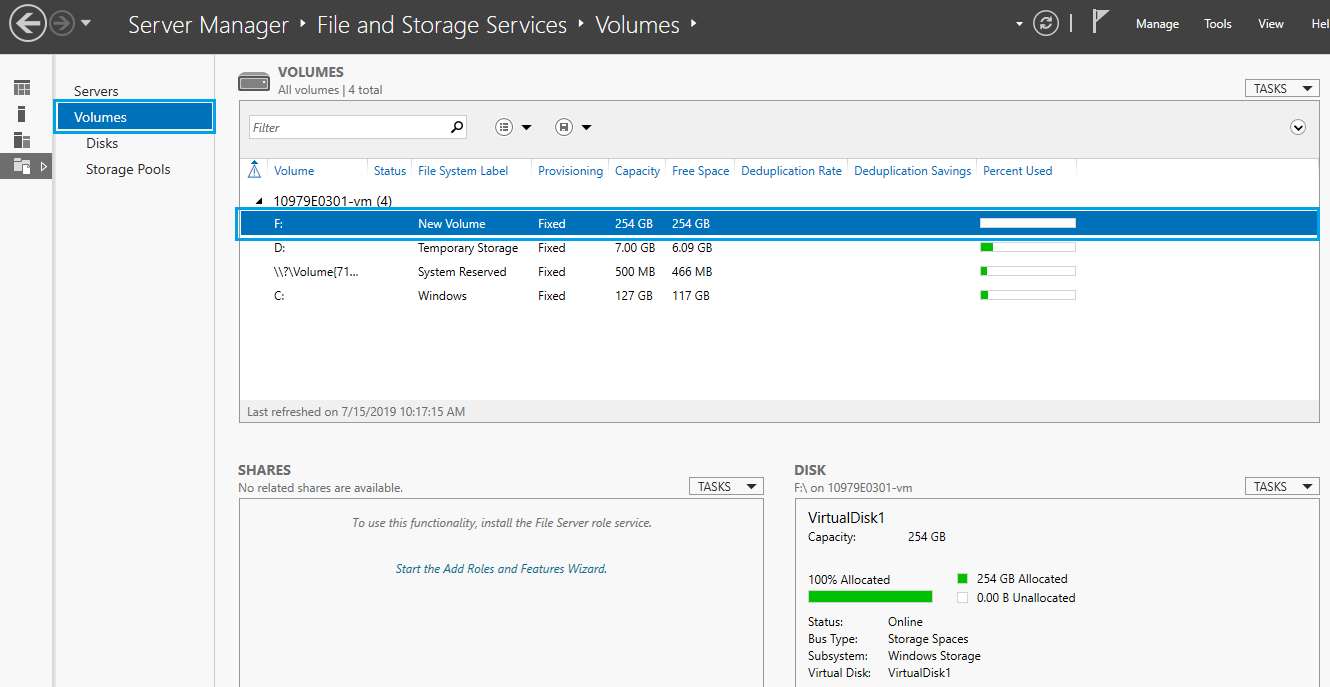 Server Manager ‣ File and Storage Services ‣ Volumes ‣
Manage Tools View Hel
Servers
Volumes
Disks
Storage Pools
VOLUMES
All volumes | 4 total
TASKS
Filter
Volume Status File System Label Provisioning Capacity Free Space Deduplication Rate Deduplication Savings Percent Used
10979E0301-vm (4)
F: New Volume Fixed 254 GB 254 GB
D: Temporary Storage Fixed 7.00 GB 6.09 GB
\\?\Volume{71... System Reserved Fixed 500 MB 466 MB
C: Windows Fixed 127 GB 117 GB
Last refreshed on 7/15/2019 10:17:15 AM
SHARES
No related shares are available.
TASKS
To use this functionality, install the File Server role service.
Start the Add Roles and Features Wizard.
DISK
F:\ on 10979E0301-vm
TASKS
VirtualDisk1
Capacity: 254 GB
100% Allocated
254 GB Allocated
0.00 B Unallocated
Status: Online
Bus Type: Storage Spaces
Subsystem: Windows Storage
Virtual Disk: VirtualDisk1